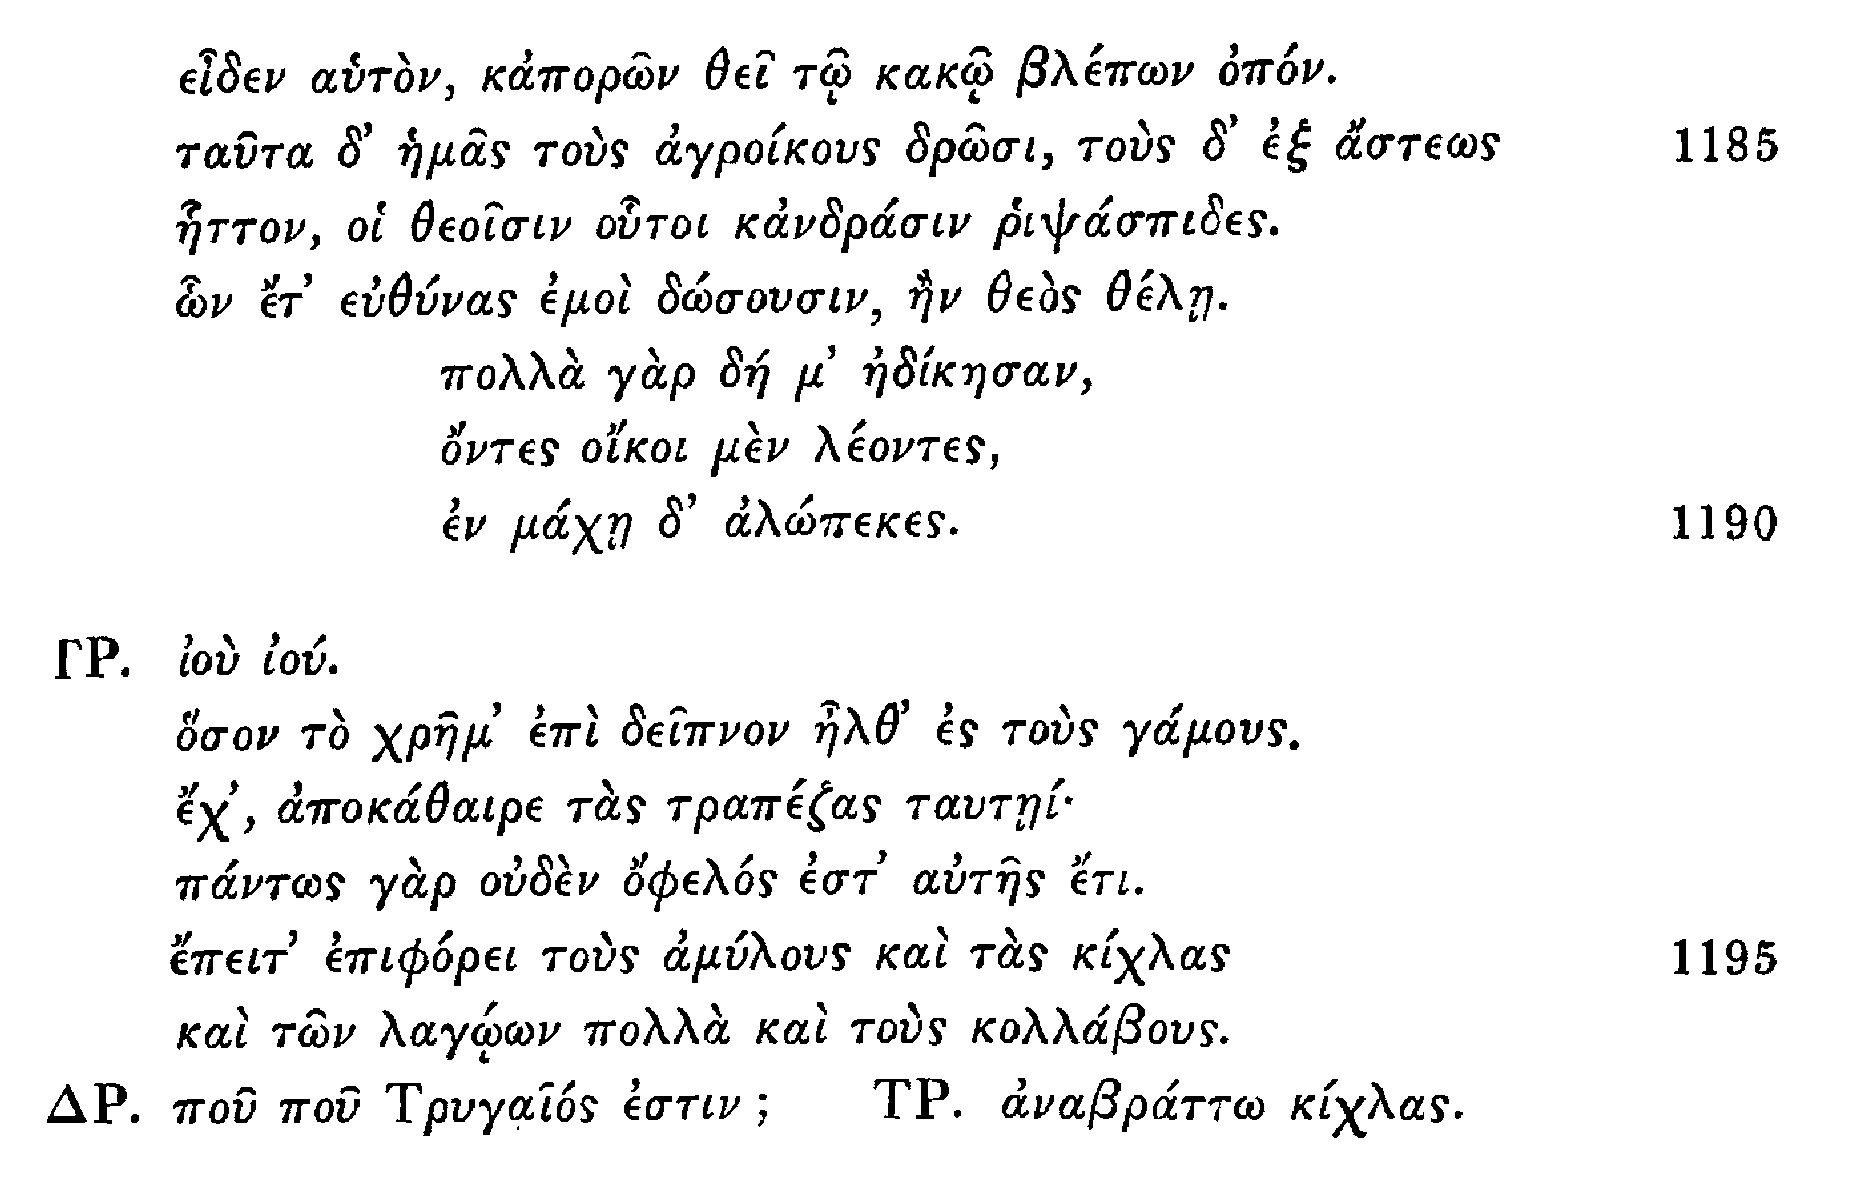 εἶδεν αὑτὸν, κἀπορῶν θεῖ τῷ κακῷ βλέπων ὀπόν.
ταῦτα δ’ ἡμᾶς τοὺς ἀγροίκους δρῶσι, τοὺς δ’ ἐξ ἄστεως 1185
ἧττον, οἱ θεοῖσιν οὗτοι κἀνδράσιν ῥιψάσπιδες.
ὧν ἔτ’ εὐθύνας ἐμοὶ δώσουσιν, ἢν θεὸς θέλῃ.
πολλὰ γὰρ δή μ’ ἠδίκησαν,
ὄντες οἴκοι μὲν λέοντες,
ἐν μάχῃ δ’ ἀλώπεκες. 1190
ΓΡ. ἰοὺ ἰού.
ὅσον τὸ χρῆμ’ ἐπὶ δεῖπνον ἦλθ’ ἐς τοὺς γάμους.
ἔχ’, ἀποκάθαιρε τὰς τραπέζας ταυτῃί·
πάντως γὰρ οὐδὲν ὄφελός ἐστ’ αὐτῆς ἔτι.
ἔπειτ’ ἐπιφόρει τοὺς ἀμύλους καὶ τὰς κίχλας 1195
καὶ τῶν λαγῴων πολλὰ καὶ τοὺς κολλάβους.
ΔΡ. ποῦ ποῦ Τρυγαῖός ἐστιν; ΤΡ. ἀναβράττω κίχλας.